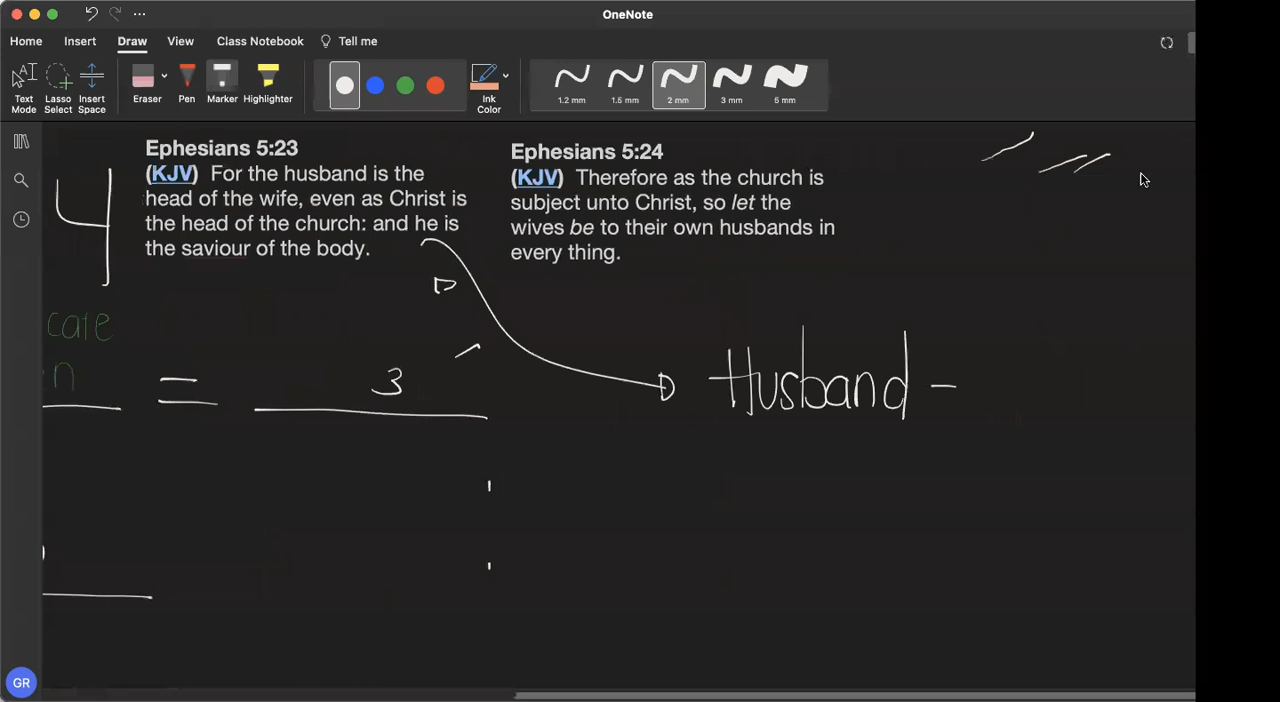 OneNote
Home Insert Draw View Class Notebook Tell me
Text Mode
Lasso Select
Insert Space
Eraser
Pen
Marker
Highlighter
Ink Color
1.2 mm
1.5 mm
2 mm
3 mm
5 mm
4
Ephesians 5:23
(KJV) For the husband is the
head of the wife, even as Christ is
the head of the church: and he is
the saviour of the body.
Ephesians 5:24
(KJV) Therefore as the church is
subject unto Christ, so let the
wives be to their own husbands in
every thing.
cate
n
= 3
Husband -
GR